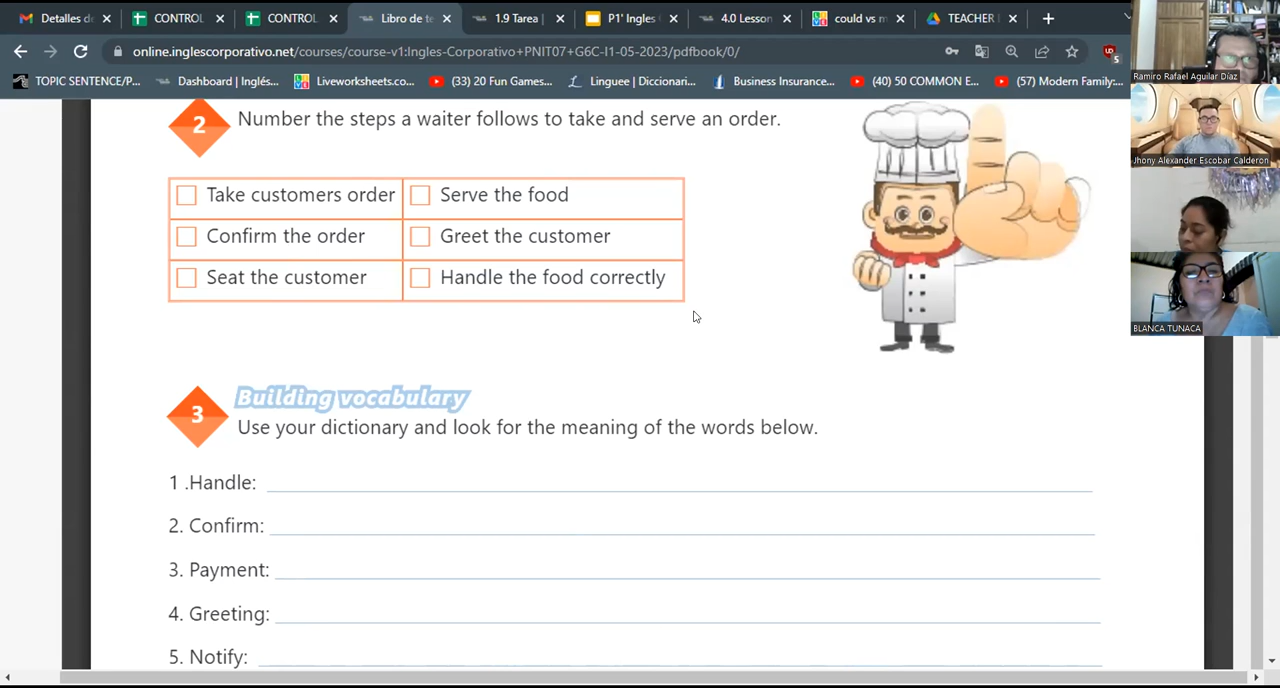 Detalles de
CONTROL
CONTROL
Libro de te
1.9 Tarea |
P1' Ingles
4.0 Lesson
could vs m
TEACHER
online.inglescorporativo.net/courses/course-v1:Ingles-Corporativo+PNIT07+G6C-I1-05-2023/pdfbook/0/
TOPIC SENTENCE/P...
Dashboard | Inglés...
Liveworksheets.co...
(33) 20 Fun Games...
Linguee | Diccionari...
Business Insurance...
(40) 50 COMMON E...
(57) Modern Family:...
Ramiro Rafael Aguilar Díaz
Jhony Alexander Escobar Calderon
BLANCA TUNACA
2 Number the steps a waiter follows to take and serve an order.
Take customers order Serve the food
Confirm the order Greet the customer
Seat the customer Handle the food correctly
3 Building vocabulary
Use your dictionary and look for the meaning of the words below.
1 .Handle:
2. Confirm:
3. Payment:
4. Greeting:
5. Notify: